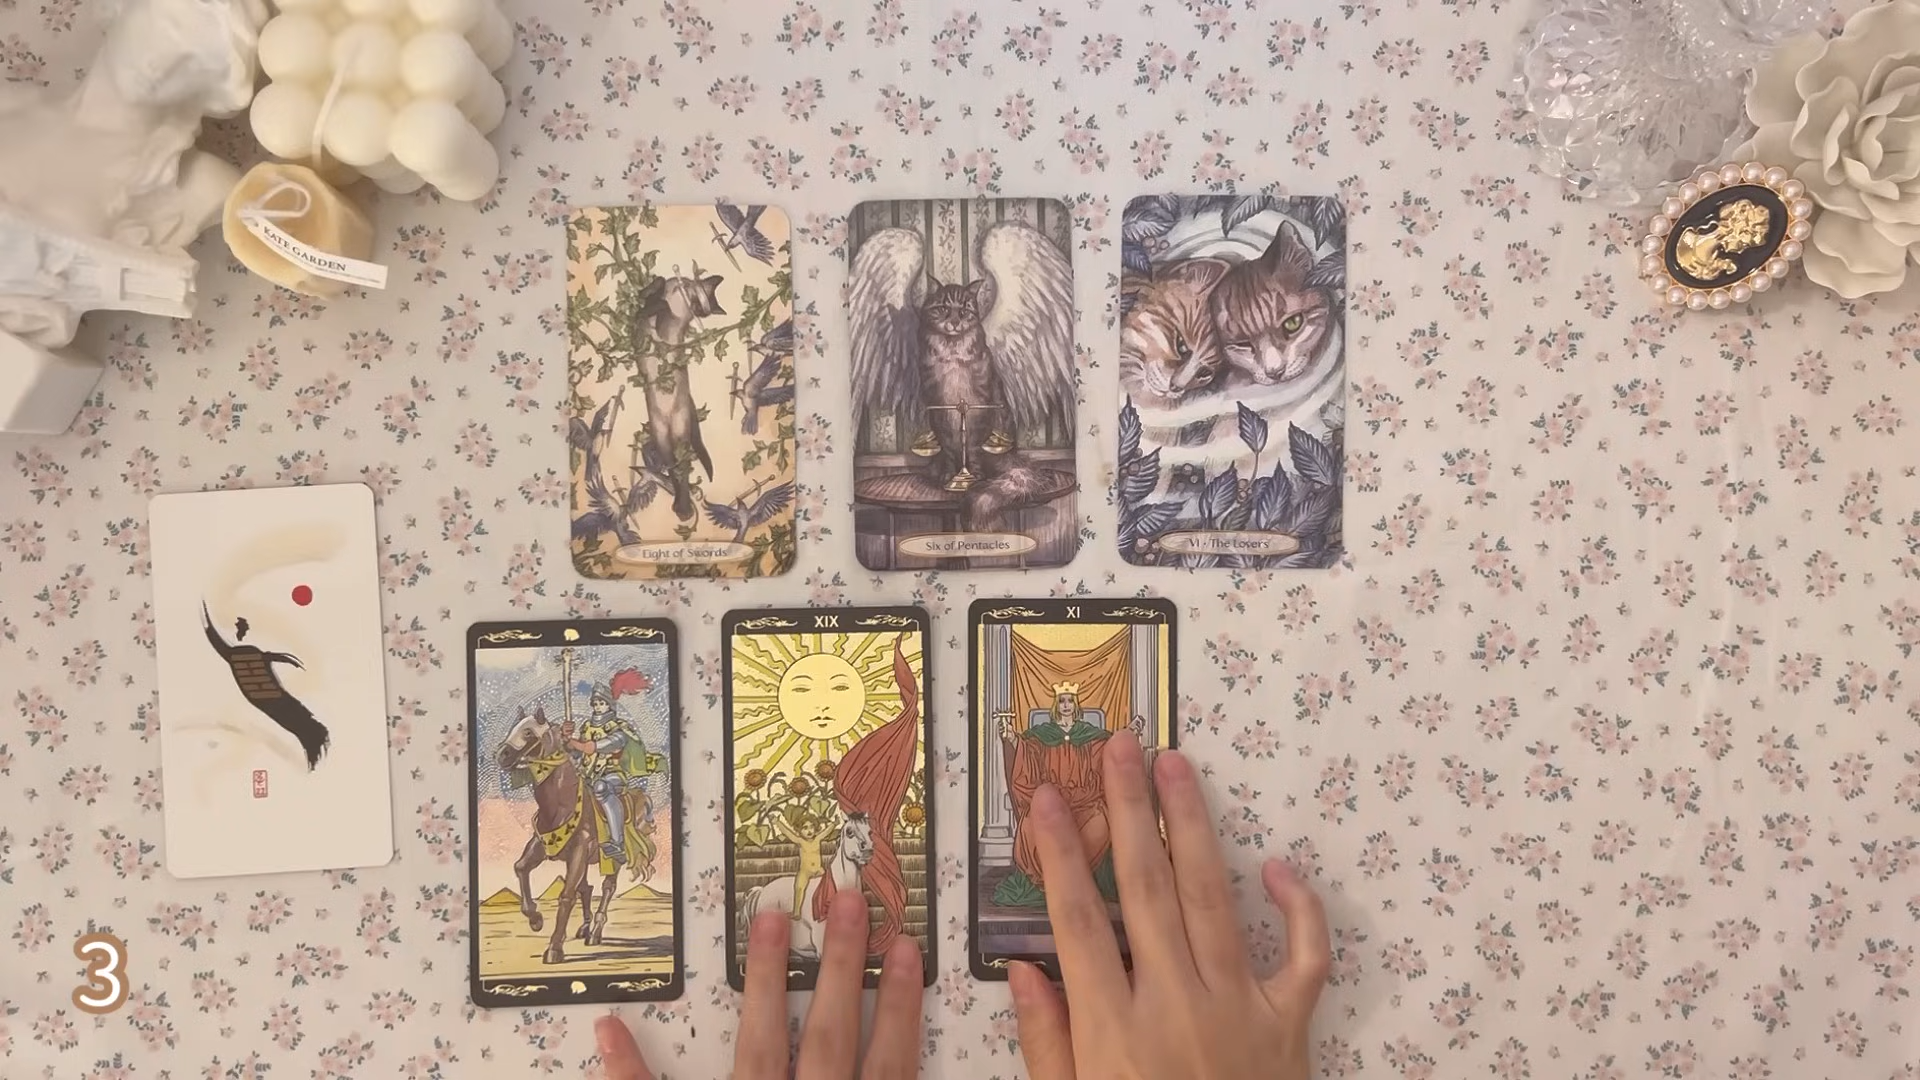 KATE GARDEN
Eight of Swords
Six of Pentacles
VI - The Lovers
XIX
XI
3